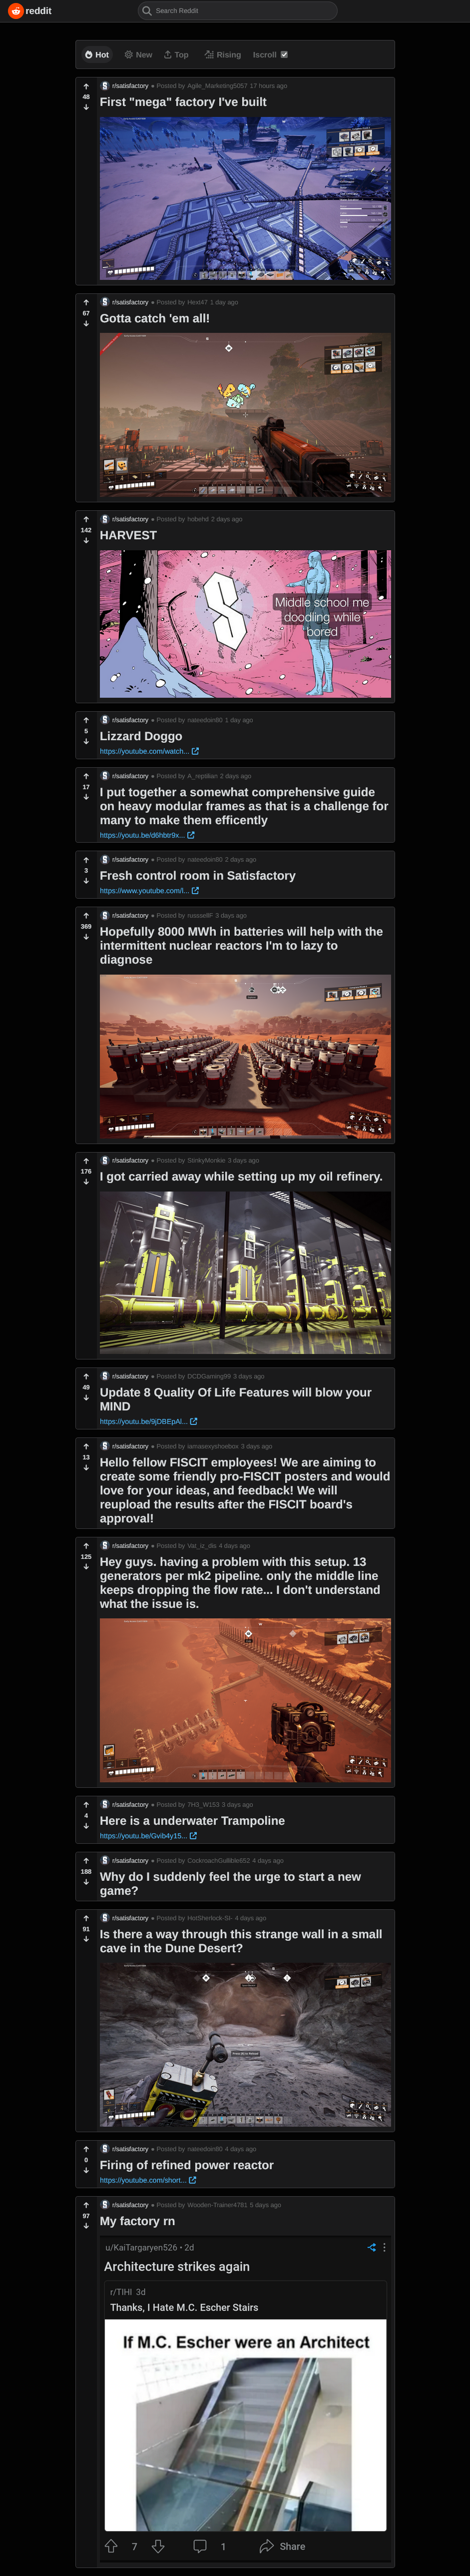 reddit
Search Reddit
Hot New Top Rising Iscroll
r/satisfactory Posted by Agile_Marketing5057 17 hours ago
48
First "mega" factory I've built
r/satisfactory Posted by Hext47 1 day ago
67
Gotta catch 'em all!
r/satisfactory Posted by hobehd 2 days ago
142
HARVEST
Middle school me
doodling while
bored
r/satisfactory Posted by nateedoin80 1 day ago
5
Lizzard Doggo
https://youtube.com/watch...
r/satisfactory Posted by A_reptilian 2 days ago
17
I put together a somewhat comprehensive guide
on heavy modular frames as that is a challenge for
many to make them efficently
https://youtu.be/d6hbtr9x...
r/satisfactory Posted by nateedoin80 2 days ago
3
Fresh control room in Satisfactory
https://www.youtube.com/l...
r/satisfactory Posted by russsellF 3 days ago
369
Hopefully 8000 MWh in batteries will help with the
intermittent nuclear reactors I'm to lazy to
diagnose
r/satisfactory Posted by StinkyMonkie 3 days ago
176
I got carried away while setting up my oil refinery.
r/satisfactory Posted by DCDGaming99 3 days ago
49
Update 8 Quality Of Life Features will blow your
MIND
https://youtu.be/9jDBEpAl...
r/satisfactory Posted by iamasexyshoebox 3 days ago
13
Hello fellow FISCIT employees! We are aiming to
create some friendly pro-FISCIT posters and would
love for your ideas, and feedback! We will
reupload the results after the FISCIT board's
approval!
r/satisfactory Posted by Vat_iz_dis 4 days ago
125
Hey guys. having a problem with this setup. 13
generators per mk2 pipeline. only the middle line
keeps dropping the flow rate... I don't understand
what the issue is.
r/satisfactory Posted by 7H3_W153 3 days ago
4
Here is a underwater Trampoline
https://youtu.be/Gvib4y15...
r/satisfactory Posted by CockroachGullible652 4 days ago
188
Why do I suddenly feel the urge to start a new
game?
r/satisfactory Posted by HotSherlock-SI- 4 days ago
91
Is there a way through this strange wall in a small
cave in the Dune Desert?
r/satisfactory Posted by nateedoin80 4 days ago
0
Firing of refined power reactor
https://youtube.com/short...
r/satisfactory Posted by Wooden-Trainer4781 5 days ago
97
My factory rn
u/KaiTargaryen526 • 2d
Architecture strikes again
r/TIHI 3d
Thanks, I Hate M.C. Escher Stairs
If M.C. Escher were an Architect
7 1 Share